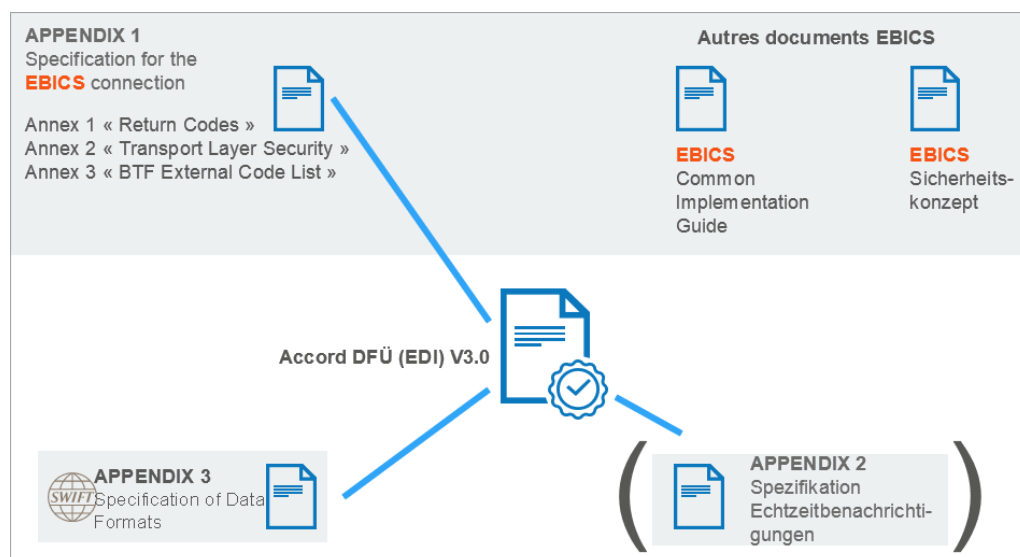 APPENDIX 1
Specification for the
EBICS connection
Annex 1 « Return Codes »
Annex 2 « Transport Layer Security »
Annex 3 « BTF External Code List »
Autres documents EBICS
EBICS
Common
Implementation
Guide
EBICS
Sicherheits-
konzept
Accord DFÜ (EDI) V3.0
SWIFT
APPENDIX 3
Specification of Data
Formats
(
APPENDIX 2
Spezifikation
Echtzeitbenachrichti-
gungen
)